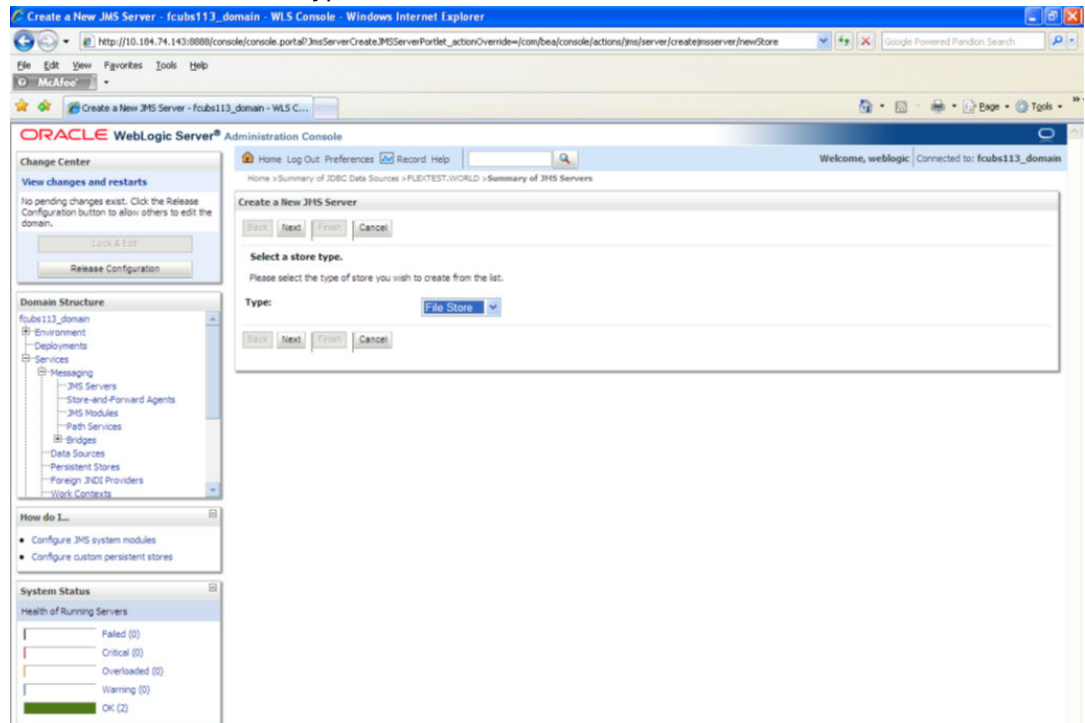 Create a New JMS Server - fcubs113_domain - WLS Console - Windows Internet Explorer
http://10.184.74.143:8888/console/console.portal?JmsServerCreateJMSServerPortlet_actionOverride=/com/bea/console/actions/jms/server/createjmsserver/newStore
Google Powered Pandion Search
File Edit View Favorites Tools Help
McAfee
Create a New JMS Server - fcubs113_domain - WLS C...
Page Tools
ORACLE WebLogic Server® Administration Console
Change Center
View changes and restarts
No pending changes exist. Click the Release
Configuration button to allow others to edit the
domain.
Lock & Edit
Release Configuration
Domain Structure
fcubs113_domain
Environment
Deployments
Services
Messaging
JMS Servers
Store-and-Forward Agents
JMS Modules
Path Services
Bridges
Data Sources
Persistent Stores
Foreign JNDI Providers
Work Contexts
How do I...
Configure JMS system modules
Configure custom persistent stores
System Status
Health of Running Servers
Failed (0)
Critical (0)
Overloaded (0)
Warning (0)
OK (2)
Home Log Out Preferences Record Help
Welcome, weblogic Connected to: fcubs113_domain
Home >Summary of JDBC Data Sources >FLEXTEST.WORLD >Summary of JMS Servers
Create a New JMS Server
Back Next Finish Cancel
Select a store type.
Please select the type of store you wish to create from the list.
Type: File Store
Back Next Finish Cancel